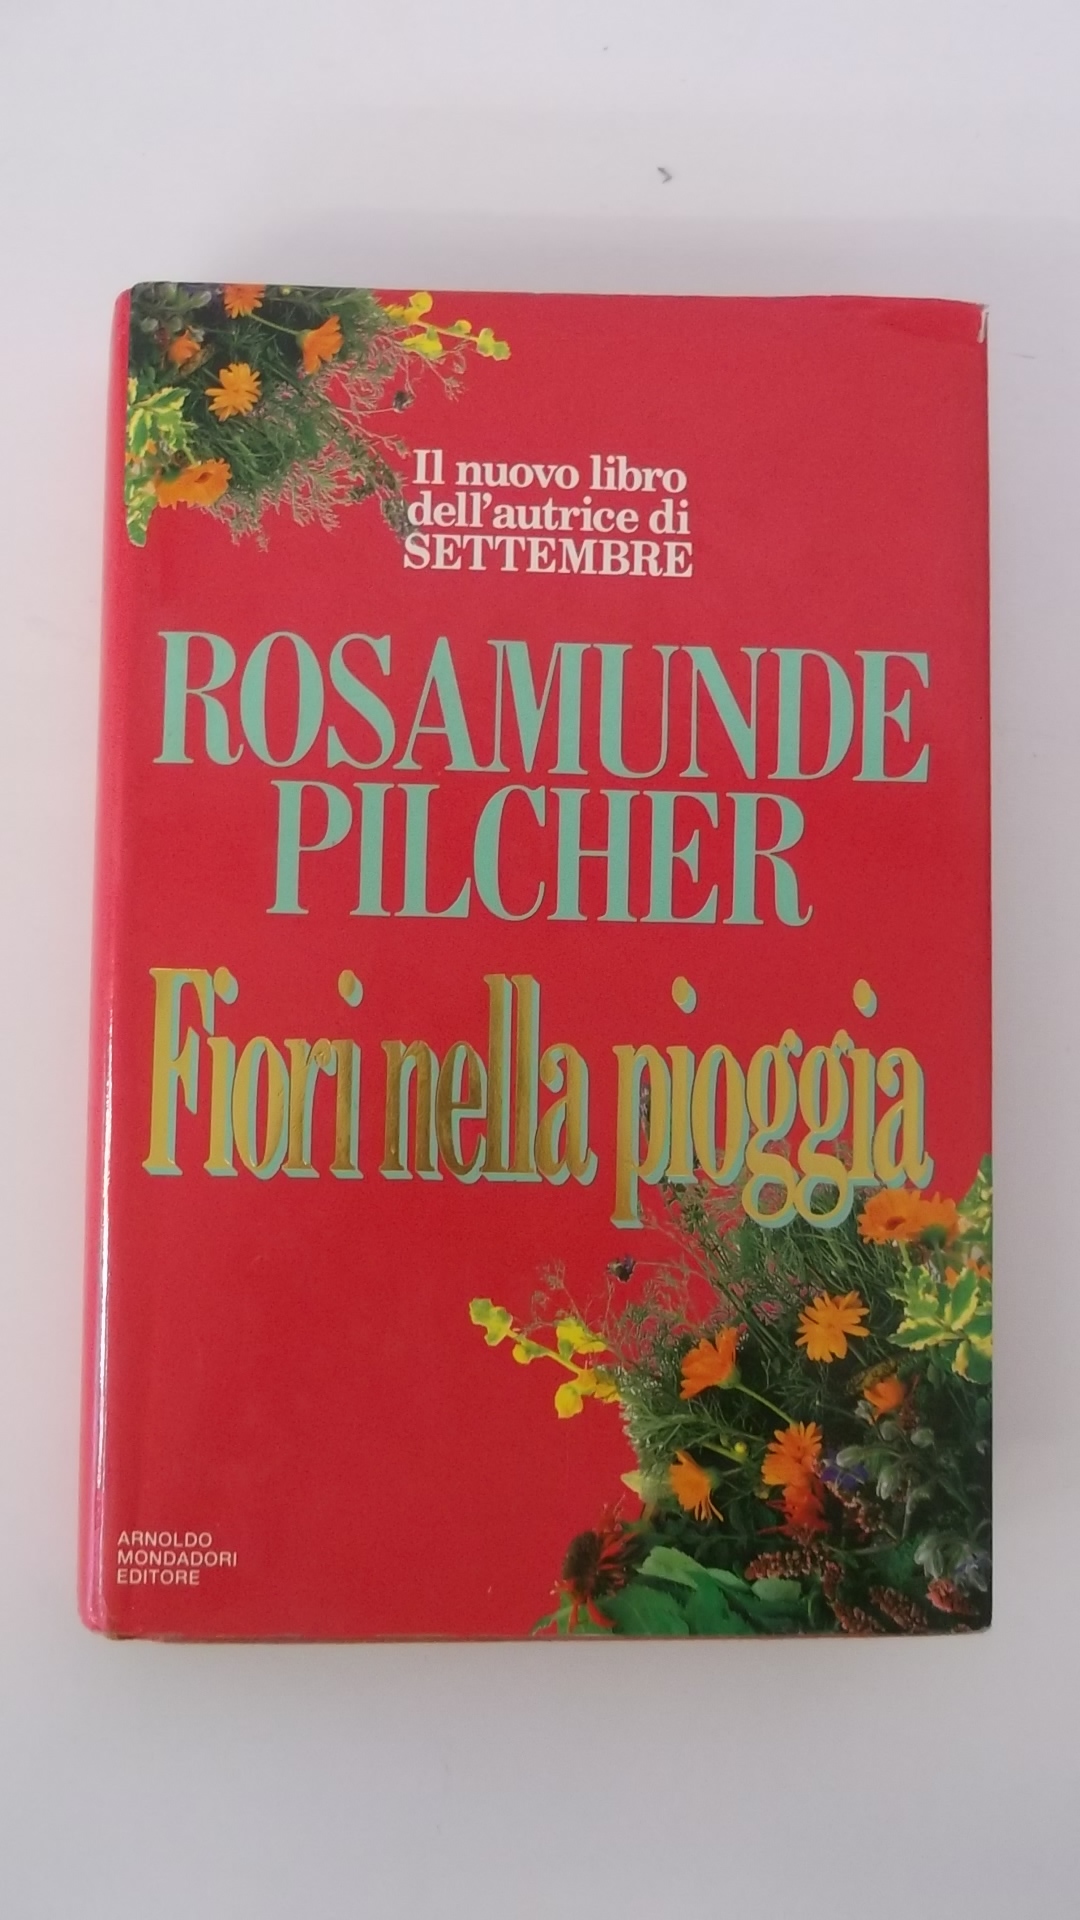 Il nuovo libro
dell'autrice di
SETTEMBRE
ROSAMUNDE
PILCHER
Fiori nella pioggia
ARNOLDO
MONDADORI
EDITORE